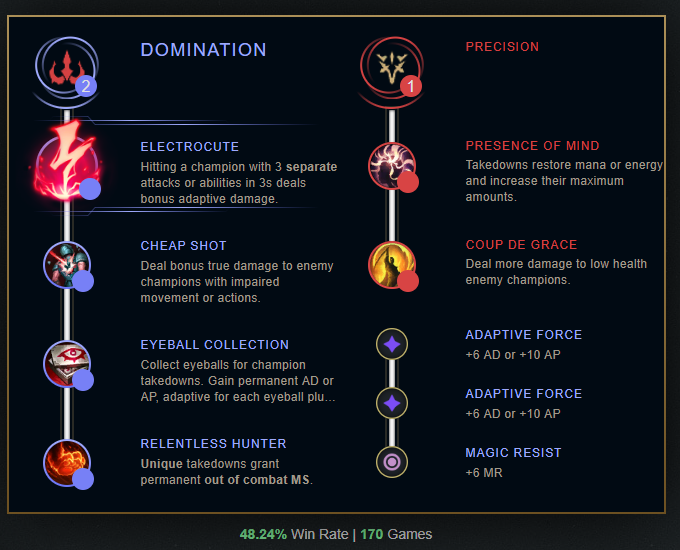 DOMINATION
2
ELECTROCUTE
Hitting a champion with 3 separate
attacks or abilities in 3s deals
bonus adaptive damage.
CHEAP SHOT
Deal bonus true damage to enemy
champions with impaired
movement or actions.
EYEBALL COLLECTION
Collect eyeballs for champion
takedowns. Gain permanent AD or
AP, adaptive for each eyeball plu...
RELENTLESS HUNTER
Unique takedowns grant
permanent out of combat MS.
PRECISION
1
PRESENCE OF MIND
Takedowns restore mana or energy
and increase their maximum
amounts.
COUP DE GRACE
Deal more damage to low health
enemy champions.
ADAPTIVE FORCE
+6 AD or +10 AP
ADAPTIVE FORCE
+6 AD or +10 AP
MAGIC RESIST
+6 MR
48.24% Win Rate | 170 Games